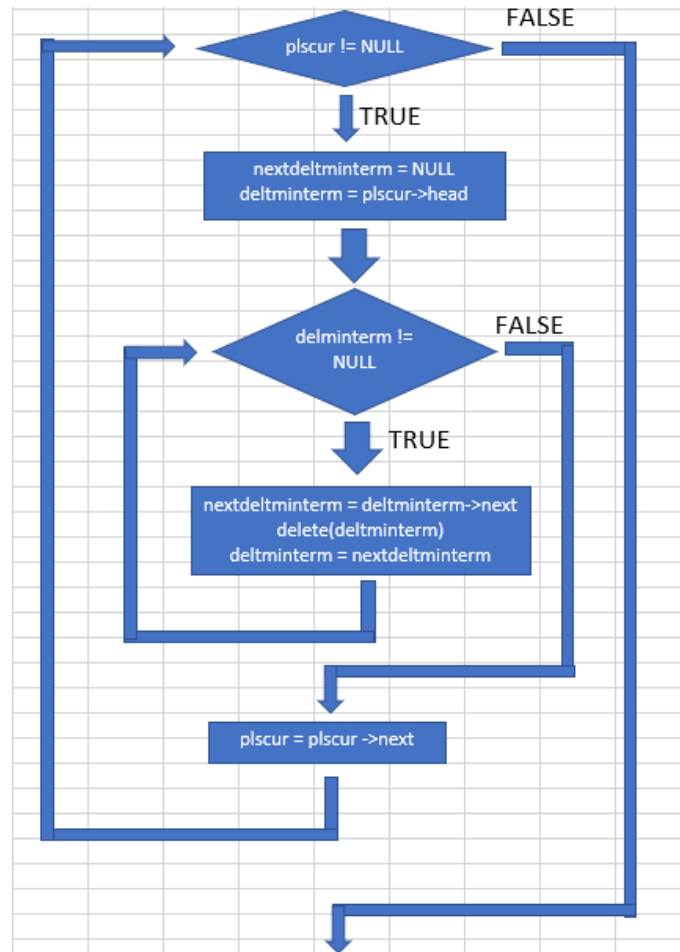 FALSE
plscur != NULL
TRUE
nextdeltminterm = NULL
deltminterm = plscur->head
FALSE
delminterm !=
NULL
TRUE
nextdeltminterm = deltminterm->next
delete(deltminterm)
deltminterm = nextdeltminterm
plscur = plscur ->next